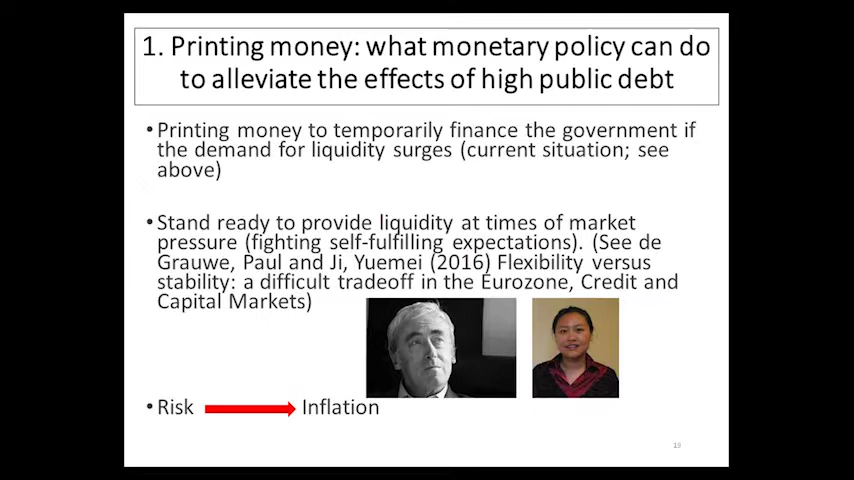 1. Printing money: what monetary policy can do
to alleviate the effects of high public debt
• Printing money to temporarily finance the government if
the demand for liquidity surges (current situation; see
above)
• Stand ready to provide liquidity at times of market
pressure (fighting self-fulfilling expectations). (See de
Grauwe, Paul and Ji, Yuemei (2016) Flexibility versus
stability: a difficult tradeoff in the Eurozone, Credit and
Capital Markets)
• Risk Inflation
19